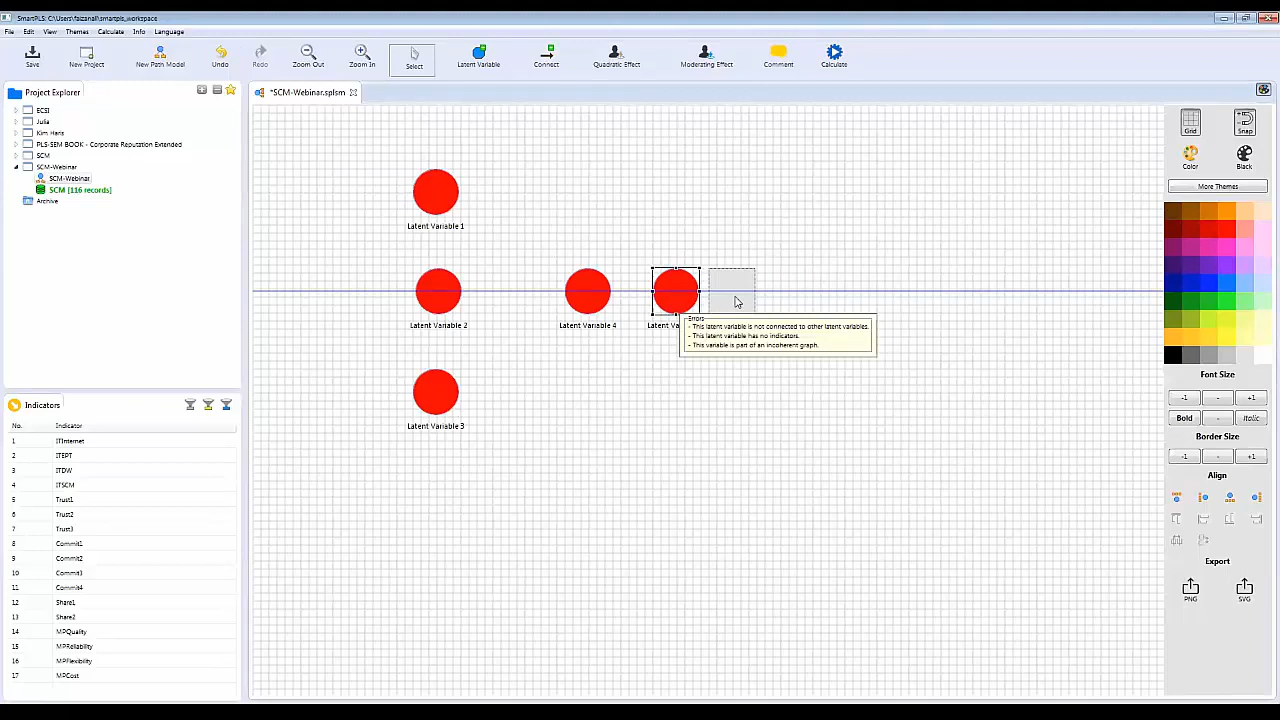 SmartPLS: C:\Users\faizanali\smartpls_workspace
File Edit View Themes Calculate Info Language
Save New Project New Path Model Undo Redo Zoom Out Zoom In Select Latent Variable Connect Quadratic Effect Moderating Effect Comment Calculate
Project Explorer
ECSI
Julia
Kim Haris
PLS-SEM BOOK - Corporate Reputation Extended
SCM
SCM-Webinar
SCM-Webinar
SCM [116 records]
Archive
Indicators
No. Indicator
1 ITInternet
2 ITEPT
3 ITDW
4 ITSCM
5 Trust1
6 Trust2
7 Trust3
8 Commit1
9 Commit2
10 Commit3
11 Commit4
12 Share1
13 Share2
14 MPQuality
15 MPReliability
16 MPFlexibility
17 MPCost
*SCM-Webinar.splsm
Latent Variable 1
Latent Variable 2
Latent Variable 4
Latent Va
Latent Variable 3
Errors
- This latent variable is not connected to other latent variables.
- This latent variable has no indicators.
- This variable is part of an incoherent graph.
Grid Snap
Color Black
More Themes
Font Size
-1 - +1
Bold - Italic
Border Size
-1 - +1
Align
Export
PNG SVG